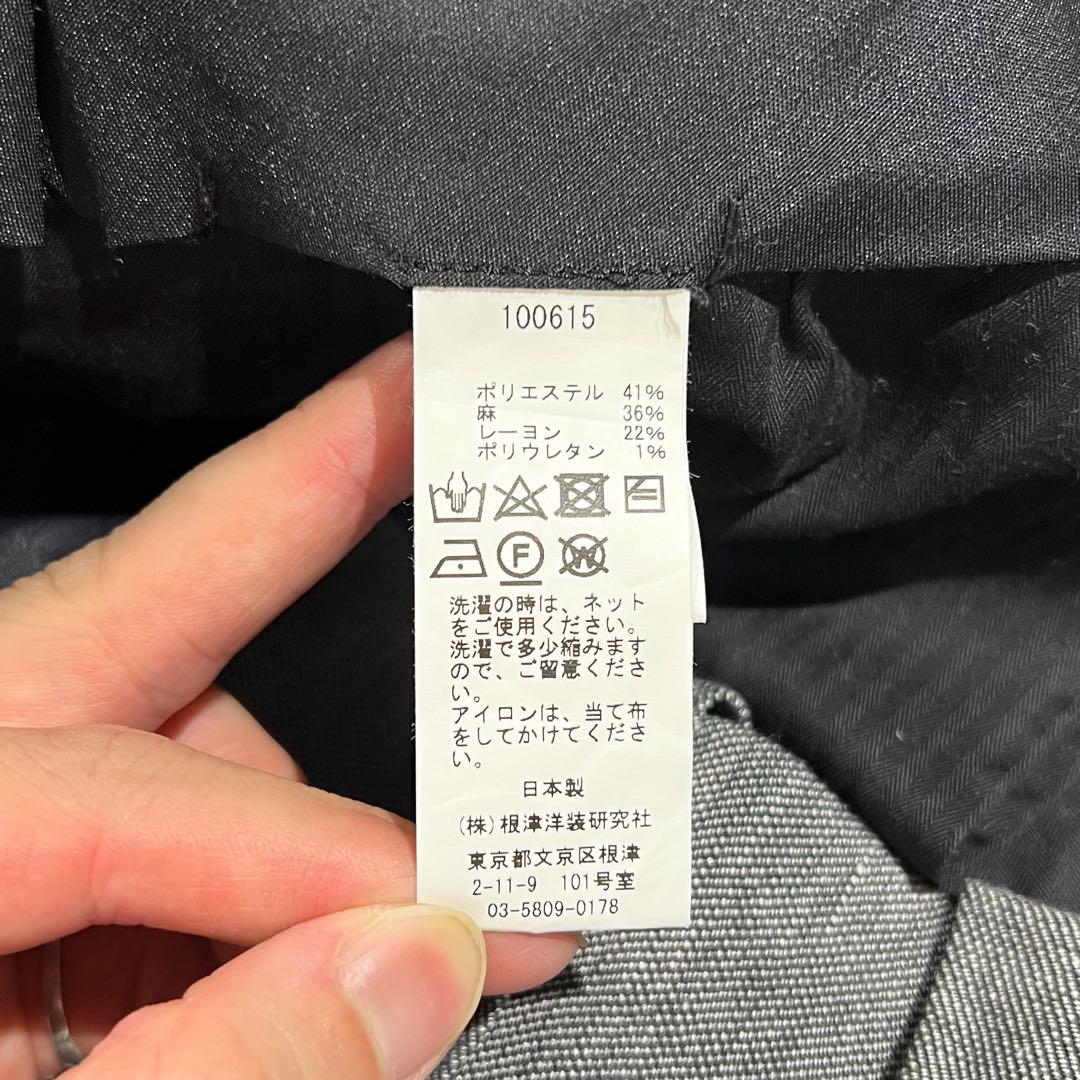 100615
ポリエステル 41%
麻 36%
レーヨン 22%
ポリウレタン 1%
F
W
洗濯の時は、ネット
をご使用ください。
洗濯で多少縮みます
ので、ご留意くださ
い。
アイロンは、当て布
をしてかけてくださ
い。
日本製
(株)根津洋装研究社
東京都文京区根津
2-11-9 101号室
03-5809-0178